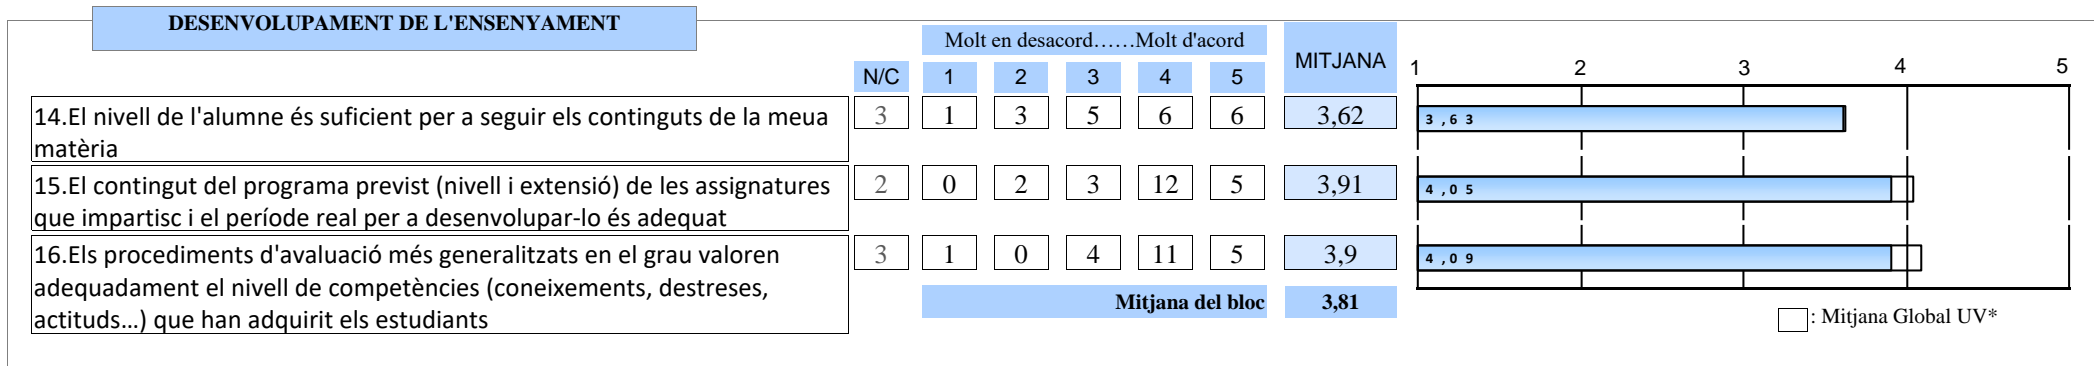 DESENVOLUPAMENT DE L'ENSENYAMENT
Molt en desacord……Molt d'acord
MITJANA
N/C 1 2 3 4 5
1 2 3 4 5
14.El nivell de l'alumne és suficient per a seguir els continguts de la meua
matèria
3 1 3 5 6 6 3,62
3,63
15.El contingut del programa previst (nivell i extensió) de les assignatures
que impartisc i el període real per a desenvolupar-lo és adequat
2 0 2 3 12 5 3,91
4,05
16.Els procediments d'avaluació més generalitzats en el grau valoren
adequadament el nivell de competències (coneixements, destreses,
actituds…) que han adquirit els estudiants
3 1 0 4 11 5 3,9
4,09
Mitjana del bloc 3,81
: Mitjana Global UV*